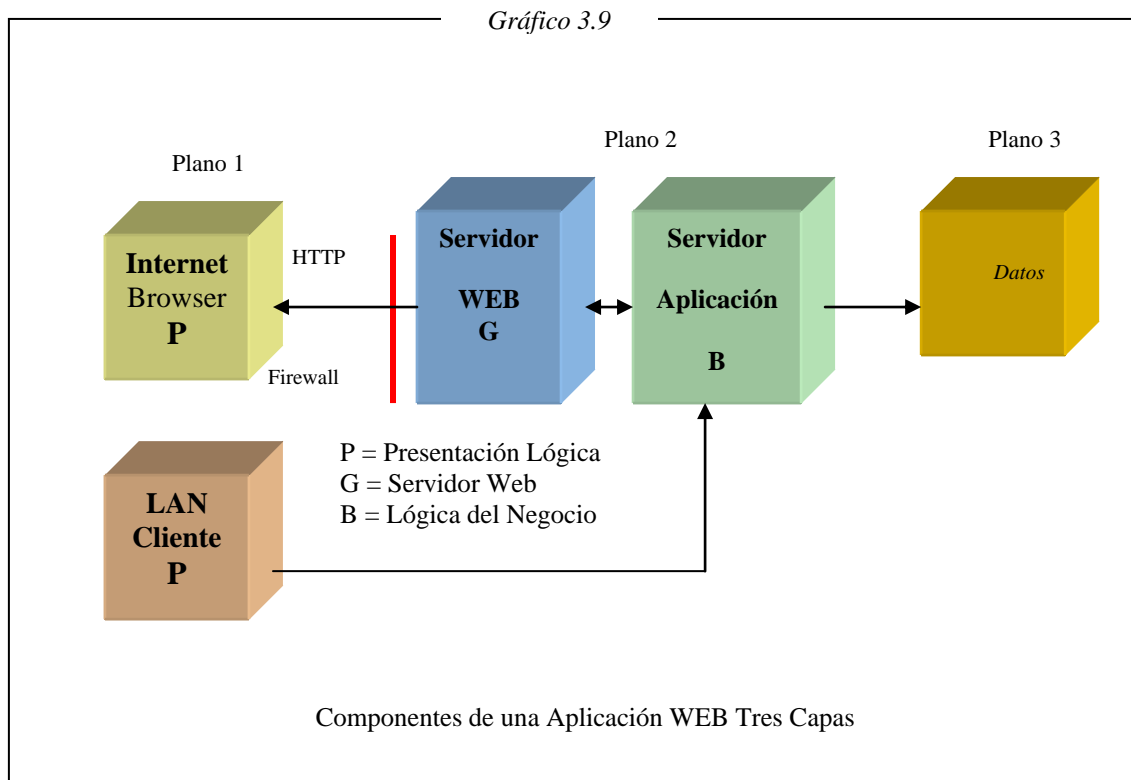 Gráfico 3.9
Plano 1
Plano 2
Plano 3
Internet
Browser
P
HTTP
Firewall
Servidor
WEB
G
Servidor
Aplicación
B
Datos
LAN
Cliente
P
P = Presentación Lógica
G = Servidor Web
B = Lógica del Negocio
Componentes de una Aplicación WEB Tres Capas